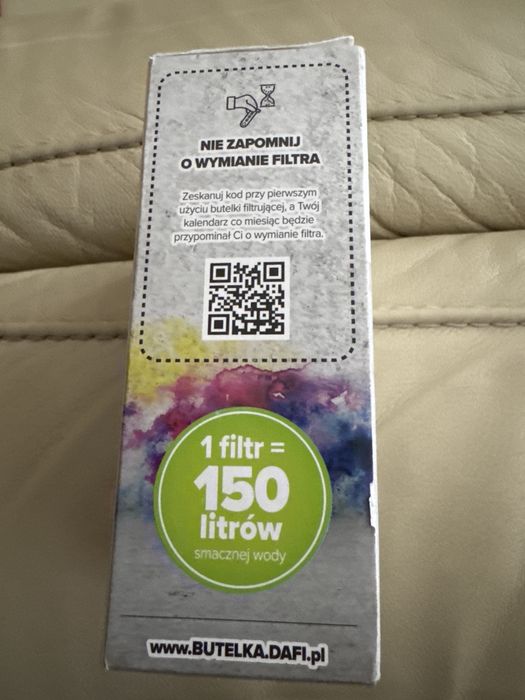 NIE ZAPOMNIJ
O WYMIANIE FILTRA
Zeskanuj kod przy pierwszym
użyciu butelki filtrującej, a Twój
kalendarz co miesiąc będzie
przypominał Ci o wymianie filtra.
1 filtr =
150
litrów
smacznej wody
www.BUTELKA.DAFI.pl